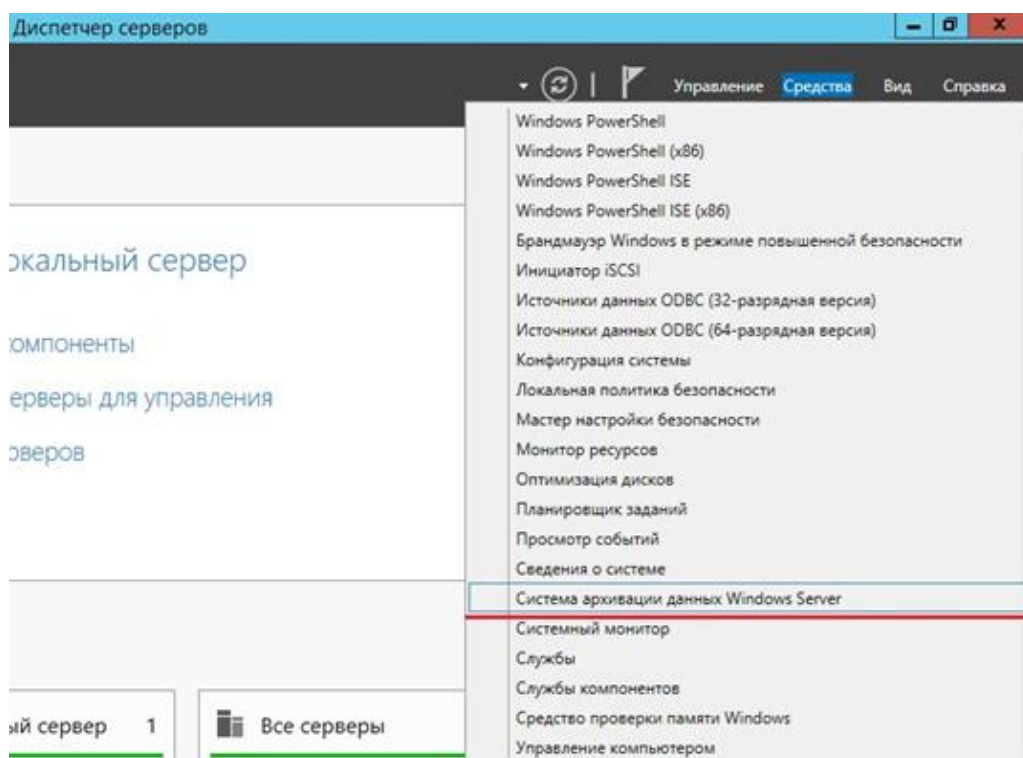 Диспетчер серверов
Управление Средства Вид Справка
Windows PowerShell
Windows PowerShell (x86)
Windows PowerShell ISE
Windows PowerShell ISE (x86)
Брандмауэр Windows в режиме повышенной безопасности
Инициатор iSCSI
Источники данных ODBC (32-разрядная версия)
Источники данных ODBC (64-разрядная версия)
Конфигурация системы
Локальная политика безопасности
Мастер настройки безопасности
Монитор ресурсов
Оптимизация дисков
Планировщик заданий
Просмотр событий
Сведения о системе
Система архивации данных Windows Server
Системный монитор
Службы
Службы компонентов
Средство проверки памяти Windows
Управление компьютером
окальный сервер
омпоненты
ерверы для управления
рверов
ый сервер 1
Все серверы